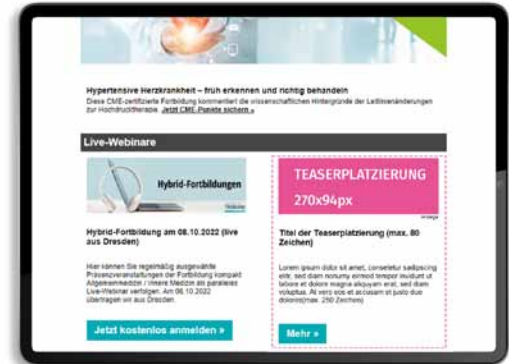 Hypertensive Herzkrankheit – früh erkennen und richtig behandeln
Diese CME-zertifizierte Fortbildung kommentiert die wissenschaftlichen Hintergründe der Leitlinienänderungen
zur Hochdrucktherapie. Jetzt CME-Punkte sichern »
Live-Webinare
Hybrid-Fortbildungen
Hybrid-Fortbildung am 08.10.2022 (live
aus Dresden)
Hier können Sie regelmäßig ausgewählte
Präsenzveranstaltungen der Fortbildung kompakt
Allgemeinmedizin / Innere Medizin als paralleles
Live-Webinar verfolgen. Am 08.10.2022
übertragen wir aus Dresden.
Jetzt kostenlos anmelden »
TEASERPLATZIERUNG
270x94px
Anzeige
Titel der Teaserplatzierung (max. 80
Zeichen)
Lorem ipsum dolor sit amet, consetetur sadipscing
elitr, sed diam nonumy eirmod tempor invidunt ut
labore et dolore magna aliquyam erat, sed diam
voluptua. At vero eos et accusam et justo duo
dolores(max. 250 Zeichen)
Mehr »